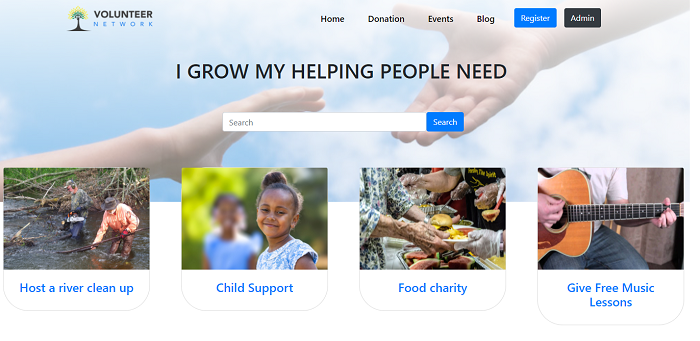 VOLUNTEER
NETWORK
Home Donation Events Blog Register Admin
I GROW MY HELPING PEOPLE NEED
Search Search
Host a river clean up
Child Support
Food charity
Give Free Music
Lessons